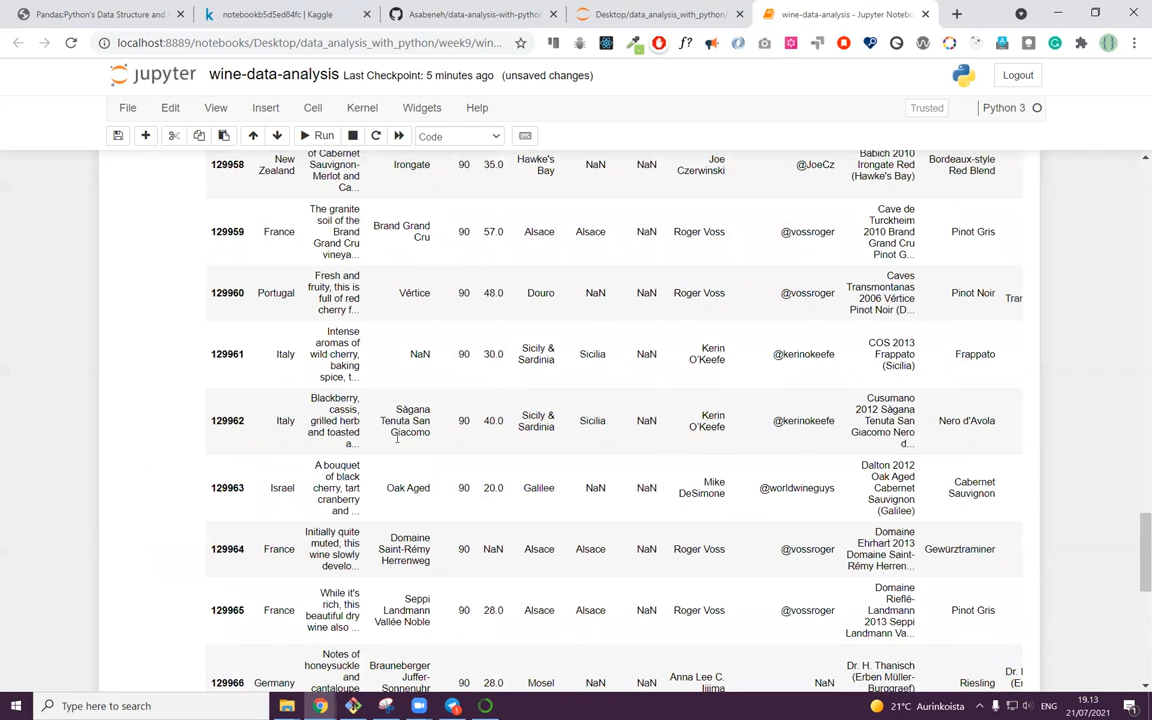 Pandas:Python's Data Structure and
notebookb5d5ed84fc | Kaggle
Asabeneh/data-analysis-with-python:
Desktop/data_analysis_with_python/
wine-data-analysis - Jupyter Notebo
localhost:8889/notebooks/Desktop/data_analysis_with_python/week9/win...
jupyter wine-data-analysis Last Checkpoint: 5 minutes ago (unsaved changes)
Logout
File Edit View Insert Cell Kernel Widgets Help
Trusted
Python 3
Run
Code
129958
New
Zealand
of Cabernet
Sauvignon-
Merlot and
Ca...
Irongate
90
35.0
Hawke's
Bay
NaN
NaN
Joe
Czerwinski
@JoeCz
Babich 2010
Irongate Red
(Hawke's Bay)
Bordeaux-style
Red Blend
129959
France
The granite
soil of the
Brand
Grand Cru
vineya...
Brand Grand
Cru
90
57.0
Alsace
Alsace
NaN
Roger Voss
@vossroger
Cave de
Turckheim
2010 Brand
Grand Cru
Pinot G...
Pinot Gris
129960
Portugal
Fresh and
fruity, this is
full of red
cherry f...
Vértice
90
48.0
Douro
NaN
NaN
Roger Voss
@vossroger
Caves
Transmontanas
2006 Vértice
Pinot Noir (D...
Pinot Noir
Trar
129961
Italy
Intense
aromas of
wild cherry,
baking
spice, t...
NaN
90
30.0
Sicily &
Sardinia
Sicilia
NaN
Kerin
O'Keefe
@kerinokeefe
COS 2013
Frappato
(Sicilia)
Frappato
129962
Italy
Blackberry,
cassis,
grilled herb
and toasted
a...
Sàgana
Tenuta San
Giacomo
90
40.0
Sicily &
Sardinia
Sicilia
NaN
Kerin
O'Keefe
@kerinokeefe
Cusumano
2012 Sàgana
Tenuta San
Giacomo Nero
d...
Nero d'Avola
129963
Israel
A bouquet
of black
cherry, tart
cranberry
and ...
Oak Aged
90
20.0
Galilee
NaN
NaN
Mike
DeSimone
@worldwineguys
Dalton 2012
Oak Aged
Cabernet
Sauvignon
(Galilee)
Cabernet
Sauvignon
129964
France
Initially quite
muted, this
wine slowly
develo...
Domaine
Saint-Rémy
Herrenweg
90
NaN
Alsace
Alsace
NaN
Roger Voss
@vossroger
Domaine
Ehrhart 2013
Domaine Saint-
Rémy Herren...
Gewürztraminer
129965
France
While it's
rich, this
beautiful dry
wine also ...
Seppi
Landmann
Vallée Noble
90
28.0
Alsace
Alsace
NaN
Roger Voss
@vossroger
Domaine
Rieflé-
Landmann
2013 Seppi
Landmann Va...
Pinot Gris
129966
Germany
Notes of
honeysuckle
and
cantaloupe
Brauneberger
Juffer-
Sonnenuhr
90
28.0
Mosel
NaN
NaN
Anna Lee C.
Iijima
NaN
Dr. H. Thanisch
(Erben Müller-
Burggraef)
Riesling
Type here to search
21°C Aurinkoista
ENG
19.13
21/07/2021